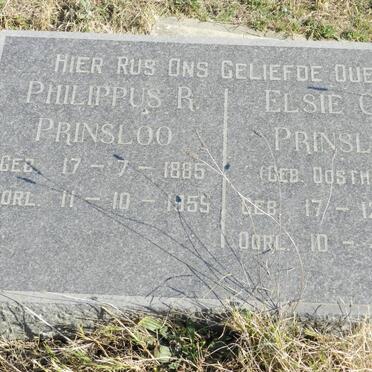 HIER RUS ONS GELIEFDE OUE
PHILIPPUS R. ELSIE
PRINSLOO PRINSL
GEB. 17 - 7 - 1885 (GEB. OOSTH
OORL. 11 - 10 - 1955 GEB. 17 - 1
OORL. 10 -